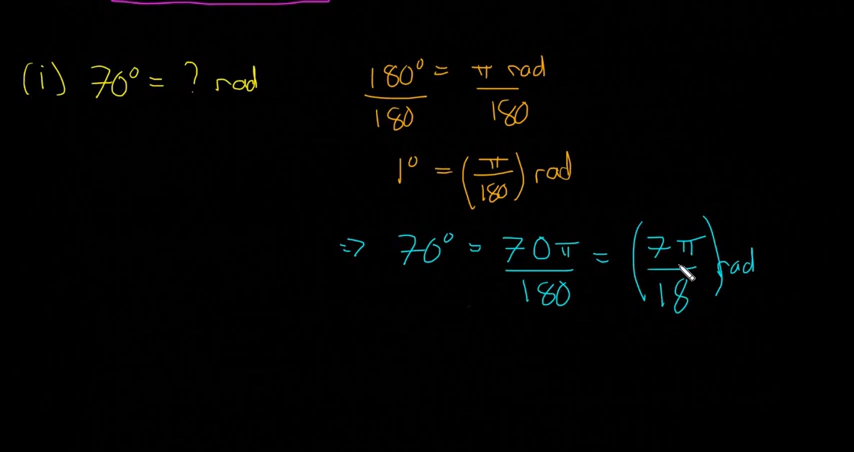 (i) 70° = ? rad
180° = π rad
180 180
1° = (π/180) rad
⇒ 70° = 70π/180 = (7π/18) rad